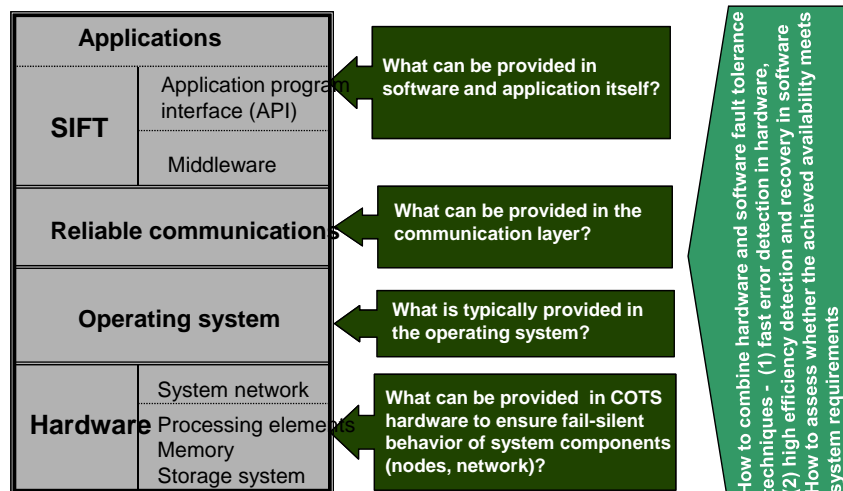 Applications
SIFT
Application program
interface (API)
Middleware
Reliable communications
Operating system
Hardware
System network
Processing elements
Memory
Storage system
What can be provided in
software and application itself?
What can be provided in the
communication layer?
What is typically provided in
the operating system?
What can be provided in COTS
hardware to ensure fail-silent
behavior of system components
(nodes, network)?
How to combine hardware and software fault tolerance
techniques - (1) fast error detection in hardware,
(2) high efficiency detection and recovery in software
How to assess whether the achieved availability meets
system requirements